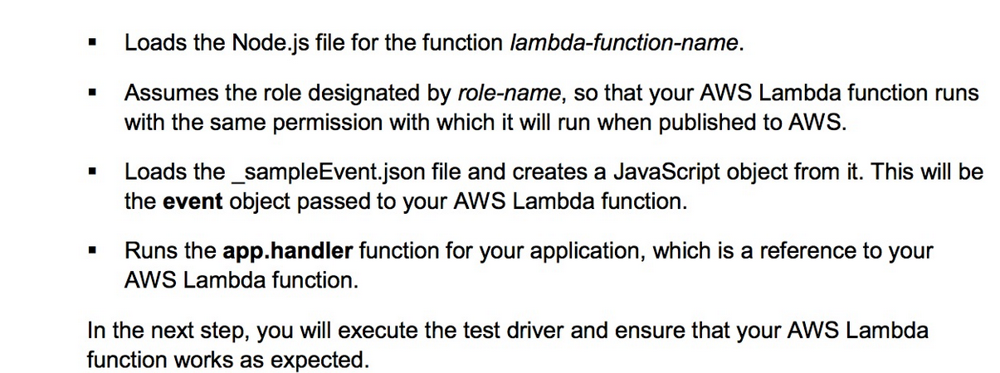 ▪ Loads the Node.js file for the function lambda-function-name.
▪ Assumes the role designated by role-name, so that your AWS Lambda function runs
with the same permission with which it will run when published to AWS.
▪ Loads the _sampleEvent.json file and creates a JavaScript object from it. This will be
the event object passed to your AWS Lambda function.
▪ Runs the app.handler function for your application, which is a reference to your
AWS Lambda function.
In the next step, you will execute the test driver and ensure that your AWS Lambda
function works as expected.